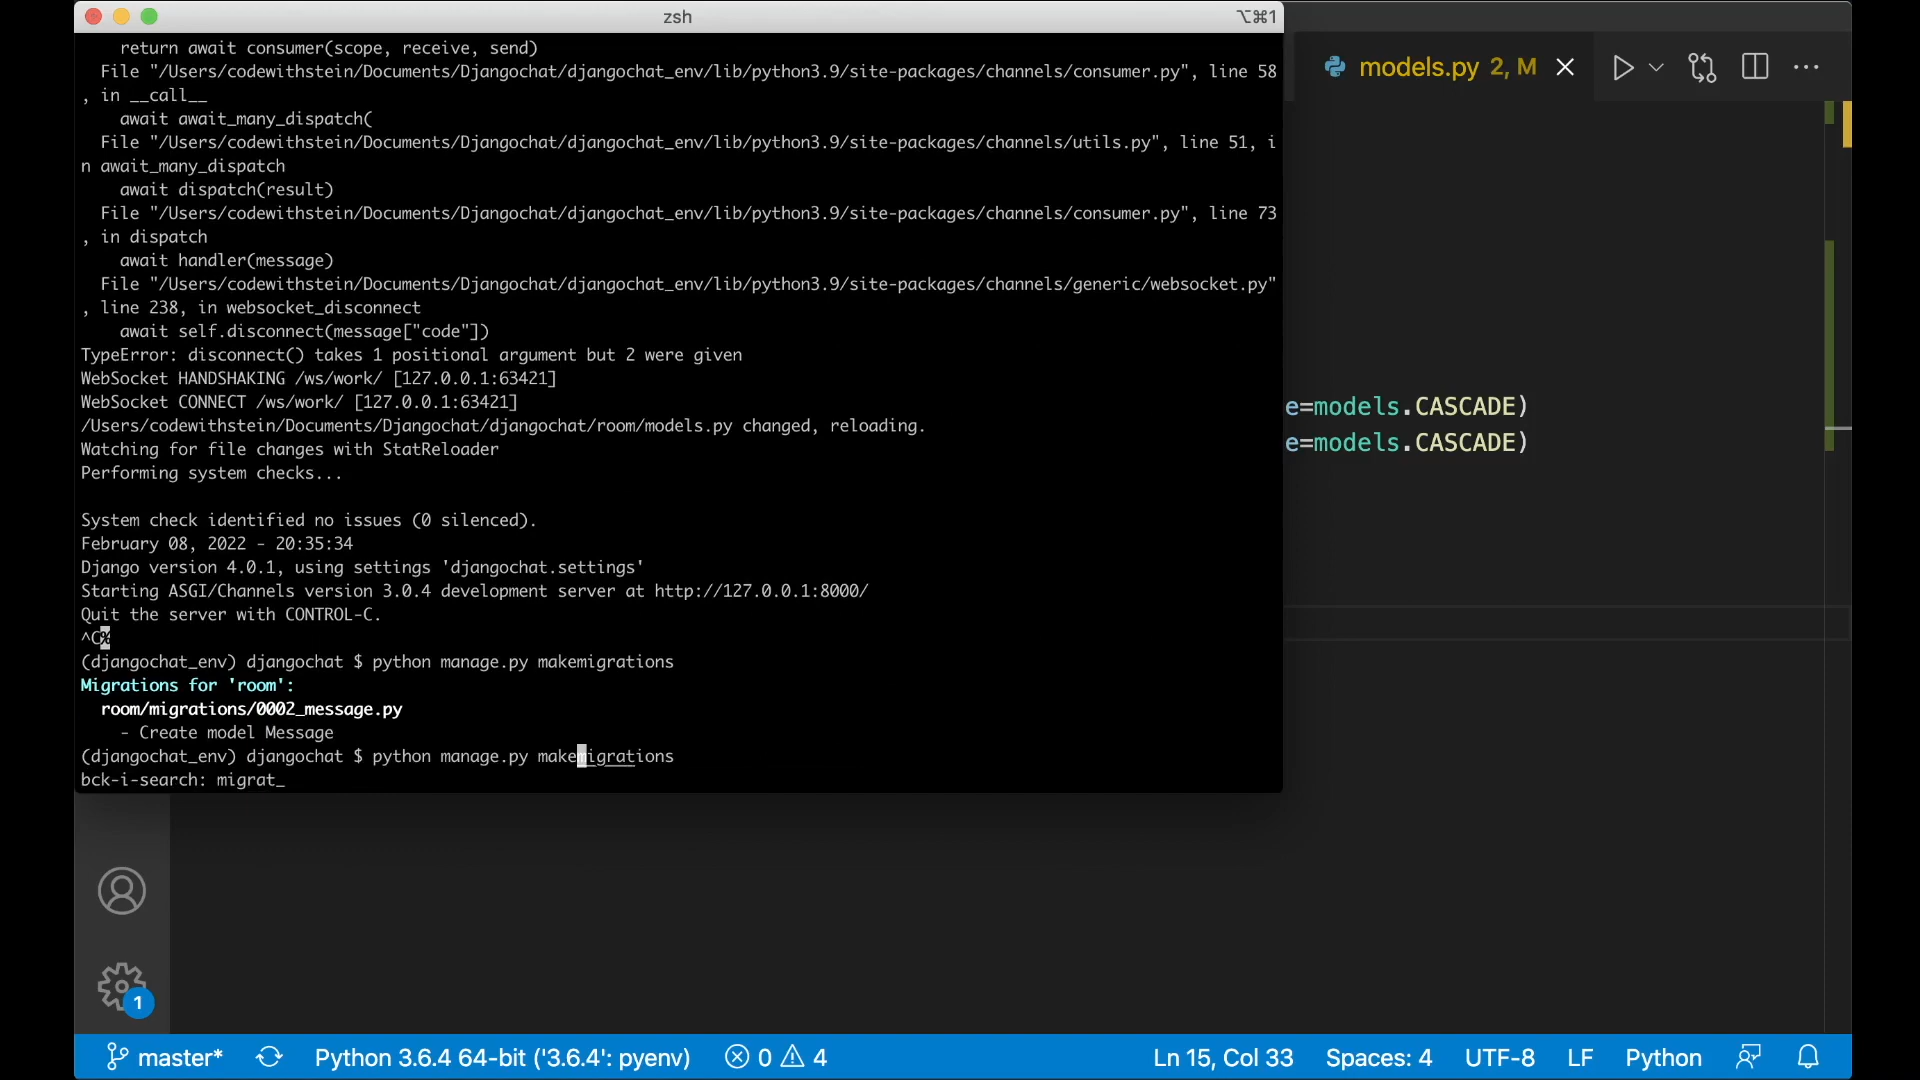 zsh
⌥⌘1
return await consumer(scope, receive, send)
File "/Users/codewithstein/Documents/Djangochat/djangochat_env/lib/python3.9/site-packages/channels/consumer.py", line 58
, in __call__
await await_many_dispatch(
File "/Users/codewithstein/Documents/Djangochat/djangochat_env/lib/python3.9/site-packages/channels/utils.py", line 51, i
n await_many_dispatch
await dispatch(result)
File "/Users/codewithstein/Documents/Djangochat/djangochat_env/lib/python3.9/site-packages/channels/consumer.py", line 73
, in dispatch
await handler(message)
File "/Users/codewithstein/Documents/Djangochat/djangochat_env/lib/python3.9/site-packages/channels/generic/websocket.py"
, line 238, in websocket_disconnect
await self.disconnect(message["code"])
TypeError: disconnect() takes 1 positional argument but 2 were given
WebSocket HANDSHAKING /ws/work/ [127.0.0.1:63421]
WebSocket CONNECT /ws/work/ [127.0.0.1:63421]
/Users/codewithstein/Documents/Djangochat/djangochat/room/models.py changed, reloading.
Watching for file changes with StatReloader
Performing system checks...
System check identified no issues (0 silenced).
February 08, 2022 - 20:35:34
Django version 4.0.1, using settings 'djangochat.settings'
Starting ASGI/Channels version 3.0.4 development server at http://127.0.0.1:8000/
Quit the server with CONTROL-C.
^C%
(djangochat_env) djangochat $ python manage.py makemigrations
Migrations for 'room':
room/migrations/0002_message.py
- Create model Message
(djangochat_env) djangochat $ python manage.py makemigrations
bck-i-search: migrat_
models.py 2, M
e=models.CASCADE)
e=models.CASCADE)
1
master*
Python 3.6.4 64-bit ('3.6.4': pyenv)
0
4
Ln 15, Col 33
Spaces: 4
UTF-8
LF
Python